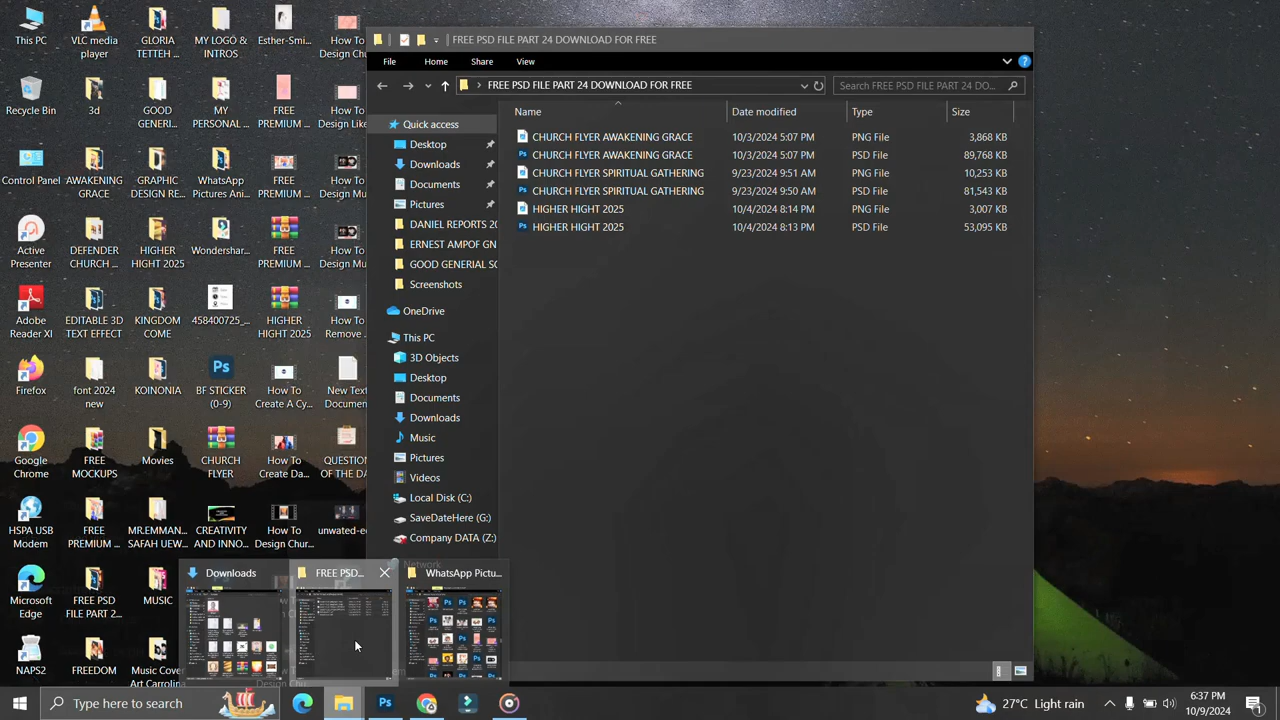 This PC
VLC media player
GLORIA TETTEH ...
MY LOGO & INTROS
Esther-Smi...
How To Design Chur
Recycle Bin
3d
GOOD GENERI...
MY PERSONAL ...
FREE PREMIUM ...
How To Design Like
Control Panel
AWAKENING GRACE
GRAPHIC DESIGN RE...
WhatsApp Pictures Ani...
FREE PREMIUM ...
How To Design Mu
Active Presenter
DEFENDER CHURCH ...
HIGHER HIGHT 2025
Wondershar...
FREE PREMIUM ...
How To Design Mu
Adobe Reader XI
EDITABLE 3D TEXT EFFECT
KINGDOM COME
458400725_...
HIGHER HIGHT 2025
How To Remove
Firefox
font 2024 new
KOINONIA
BF STICKER (0-9)
How To Create A Cy...
New Text Documen
Google Chrome
FREE MOCKUPS
Movies
CHURCH FLYER
How To Create Da...
QUESTION OF THE D
HSPA USB Modem
FREE PREMIUM ...
MR.EMMAN... SAFAH UEW...
CREATIVITY AND INNO...
How To Design Chur...
unwated-e
Microsoft Edge
FREE PSD FILE PART 2...
MUSIC
NAPS2
FREEDOM
Music Cover Art Carrolina
FREE PSD FILE PART 24 DOWNLOAD FOR FREE
File Home Share View
FREE PSD FILE PART 24 DOWNLOAD FOR FREE
Search FREE PSD FILE PART 24 DO...
Name Date modified Type Size
CHURCH FLYER AWAKENING GRACE 10/3/2024 5:07 PM PNG File 3,868 KB
CHURCH FLYER AWAKENING GRACE 10/3/2024 5:07 PM PSD File 89,768 KB
CHURCH FLYER SPIRITUAL GATHERING 9/23/2024 9:51 AM PNG File 10,253 KB
CHURCH FLYER SPIRITUAL GATHERING 9/23/2024 9:50 AM PSD File 81,543 KB
HIGHER HIGHT 2025 10/4/2024 8:14 PM PNG File 3,007 KB
HIGHER HIGHT 2025 10/4/2024 8:13 PM PSD File 53,095 KB
Quick access
Desktop
Downloads
Documents
Pictures
DANIEL REPORTS 20
ERNEST AMPOF GN
GOOD GENERIAL SC
Screenshots
OneDrive
This PC
3D Objects
Desktop
Documents
Downloads
Music
Pictures
Videos
Local Disk (C:)
SaveDateHere (G:)
Company DATA (Z:)
Network
Downloads
FREE PSD...
WhatsApp Pictu...
Type here to search
27°C Light rain
6:37 PM
10/9/2024
1